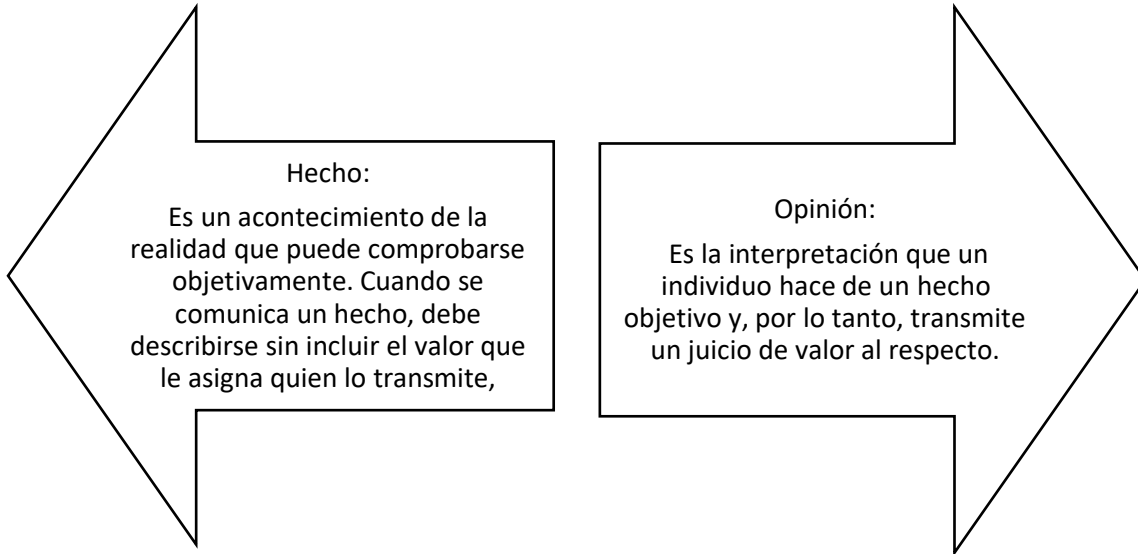 Hecho:
Es un acontecimiento de la
realidad que puede comprobarse
objetivamente. Cuando se
comunica un hecho, debe
describirse sin incluir el valor que
le asigna quien lo transmite,
Opinión:
Es la interpretación que un
individuo hace de un hecho
objetivo y, por lo tanto, transmite
un juicio de valor al respecto.